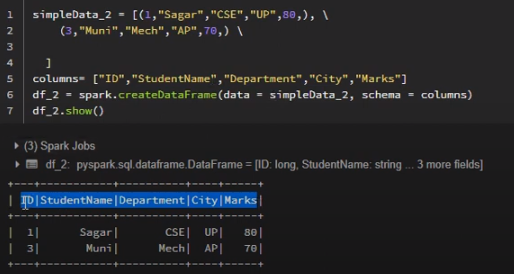 1 simpleData_2 = [(1,"Sagar","CSE","UP",80,), \
2 (3,"Muni","Mech","AP",70,) \
3
4 ]
5 columns= ["ID","StudentName","Department","City","Marks"]
6 df_2 = spark.createDataFrame(data = simpleData_2, schema = columns)
7 df_2.show()
(3) Spark Jobs
df_2: pyspark.sql.dataframe.DataFrame = [ID: long, StudentName: string ... 3 more fields]
+---+-----------+----------+----+-----+
| ID|StudentName|Department|City|Marks|
+---+-----------+----------+----+-----+
|  1|      Sagar|       CSE|  UP|   80|
|  3|       Muni|      Mech|  AP|   70|
+---+-----------+----------+----+-----+